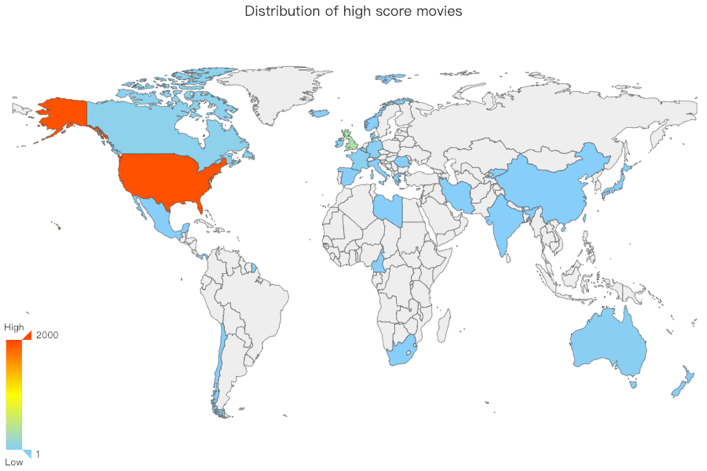 Distribution of high score movies
High
2000
1
Low